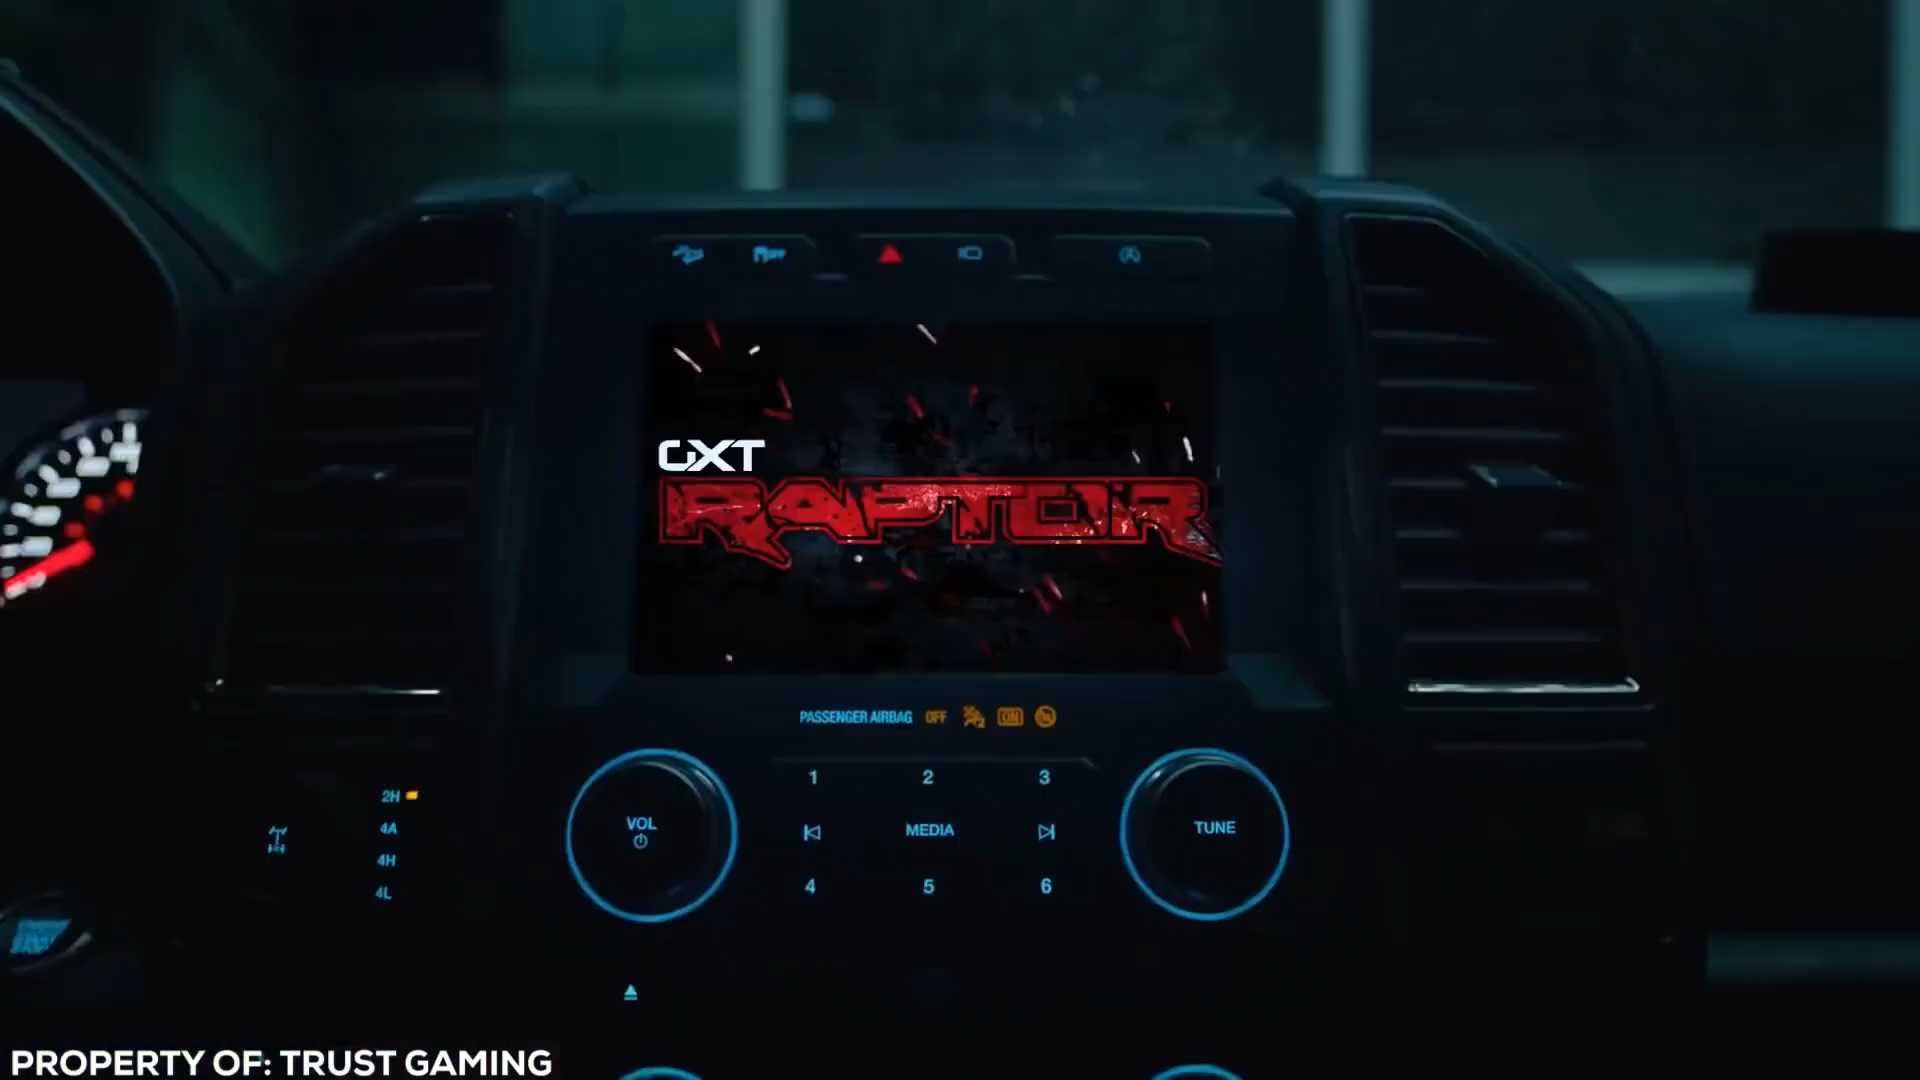 GXT
RAPTOR
PASSENGER AIRBAG OFF ON
1 2 3
2H
VOL
MEDIA
TUNE
4A
4H
4 5 6
4L
PROPERTY OF: TRUST GAMING